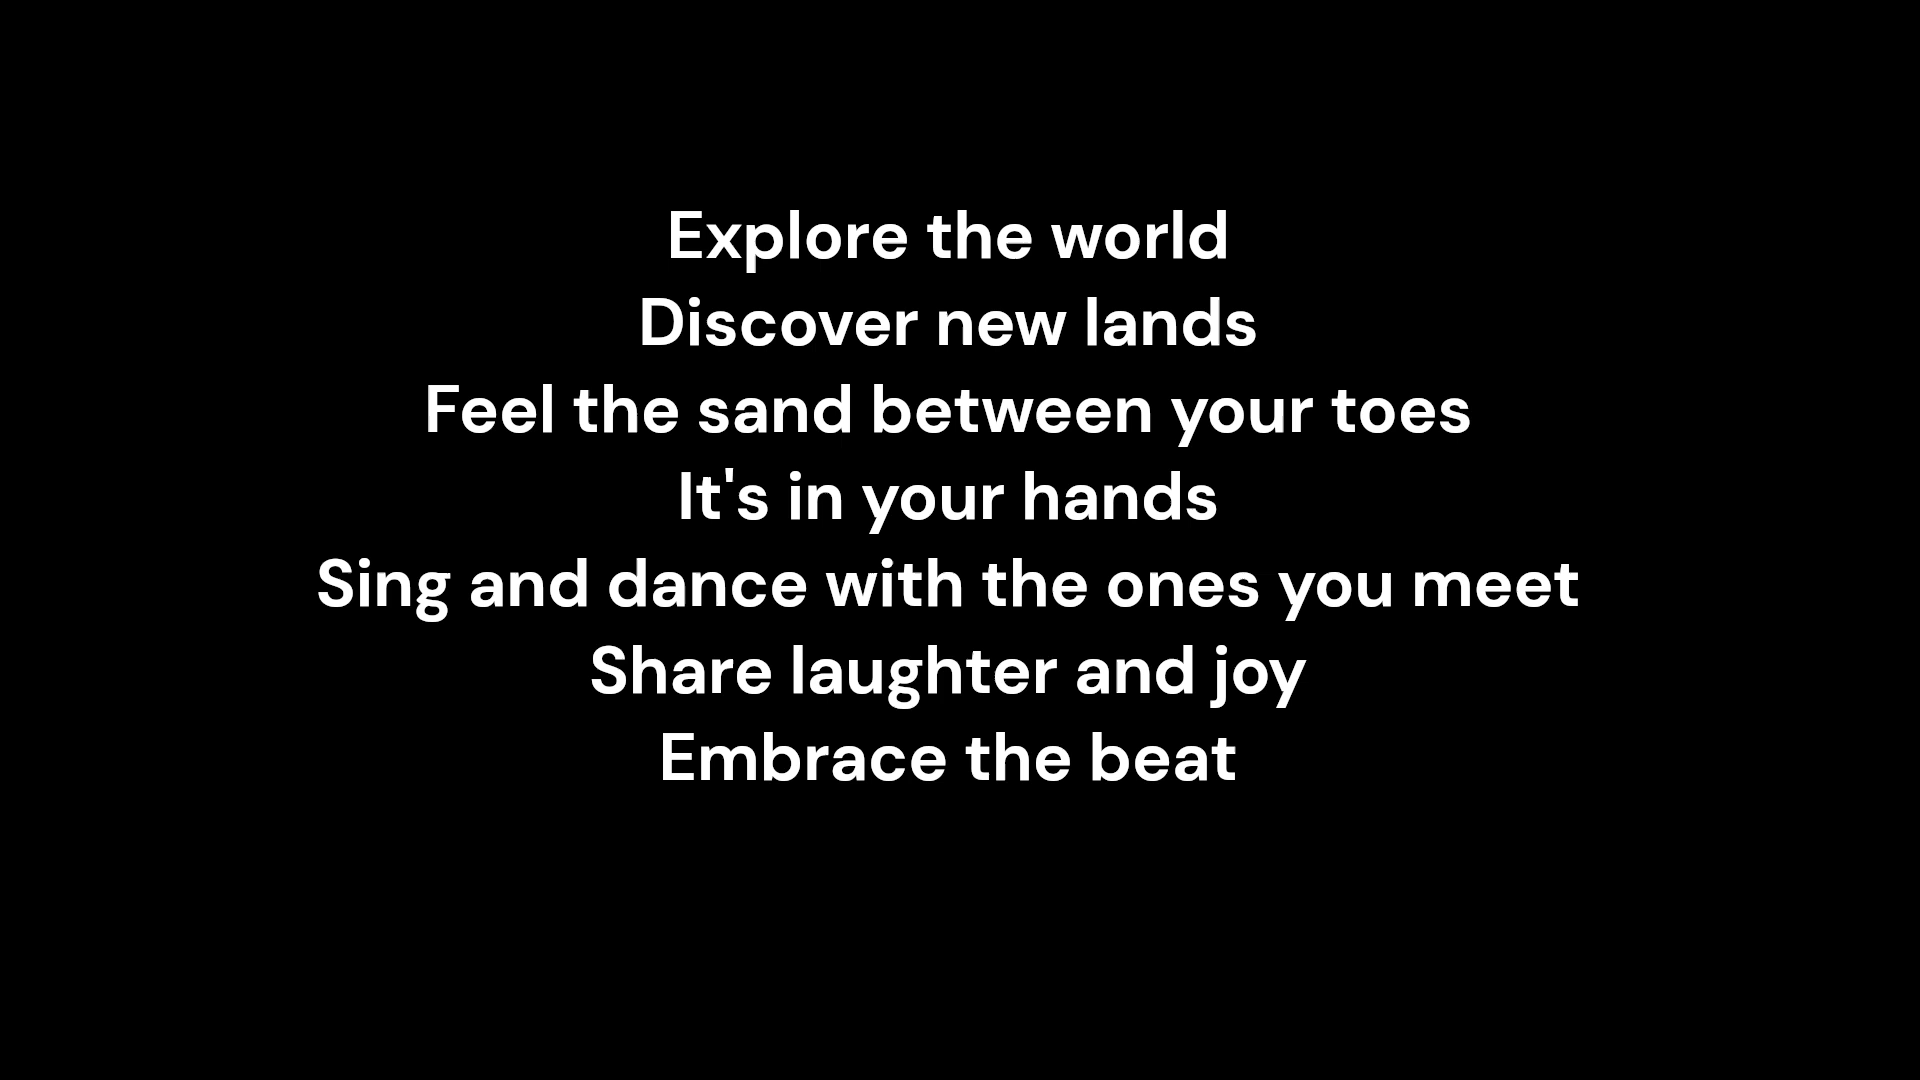 Explore the world
Discover new lands
Feel the sand between your toes
It's in your hands
Sing and dance with the ones you meet
Share laughter and joy
Embrace the beat